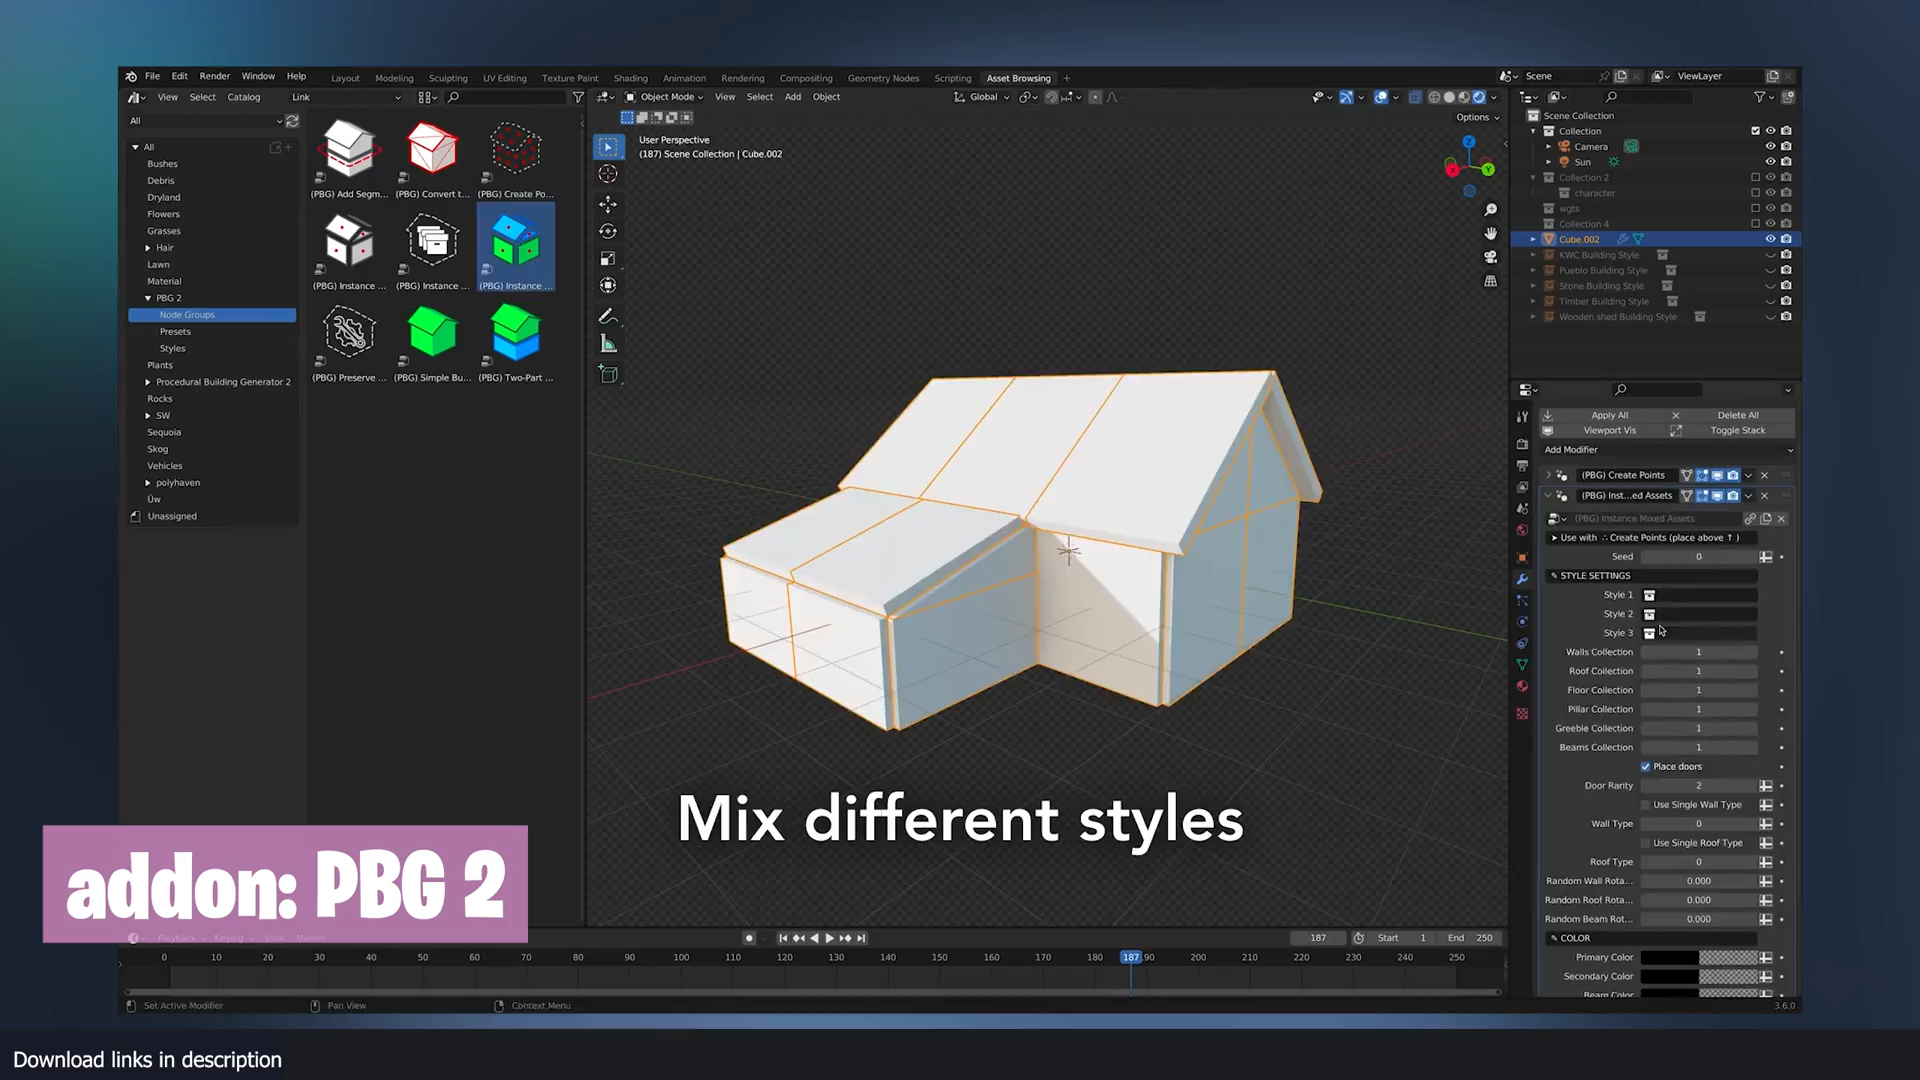 File Edit Render Window Help
Layout Modeling Sculpting UV Editing Texture Paint Shading Animation Rendering Compositing Geometry Nodes Scripting Asset Browsing +
Scene
ViewLayer
View Select Catalog
Link
Object Mode
View Select Add Object
Global
Options
All
All
Bushes
Debris
Dryland
Flowers
Grasses
Hair
Lawn
Material
PBG 2
Node Groups
Presets
Styles
Plants
Procedural Building Generator 2
Rocks
SW
Sequoia
Skog
Vehicles
polyhaven
Üw
Unassigned
(PBG) Add Segm...
(PBG) Convert t...
(PBG) Create Po...
(PBG) Instance ...
(PBG) Instance ...
(PBG) Instance ...
(PBG) Preserve ...
(PBG) Simple Bu...
(PBG) Two-Part ...
User Perspective
(187) Scene Collection | Cube.002
Z
X
Y
Scene Collection
Collection
Camera
Sun
Collection 2
character
wgts
Collection 4
Cube.002
KWC Building Style
Pueblo Building Style
Stone Building Style
Timber Building Style
Wooden shed Building Style
Apply All
Delete All
Viewport Vis
Toggle Stack
Add Modifier
(PBG) Create Points
(PBG) Inst...ed Assets
(PBG) Instance Mixed Assets
Use with ∴ Create Points (place above ↑ )
Seed 0
STYLE SETTINGS
Style 1
Style 2
Style 3
Walls Collection 1
Roof Collection 1
Floor Collection 1
Pillar Collection 1
Greeble Collection 1
Beams Collection 1
Place doors
Door Rarity 2
Use Single Wall Type
Wall Type 0
Use Single Roof Type
Roof Type 0
Random Wall Rota... 0.000
Random Roof Rota... 0.000
Random Beam Rot... 0.000
COLOR
Primary Color
Secondary Color
Beam Color
Mix different styles
addon: PBG 2
Playback Keying View Marker
187
Start 1
End 250
0 10 20 30 40 50 60 70 80 90 100 110 120 130 140 150 160 170 180 187 90 200 210 220 230 240 250
Set Active Modifier
Pan View
Context Menu
3.6.0
Download links in description